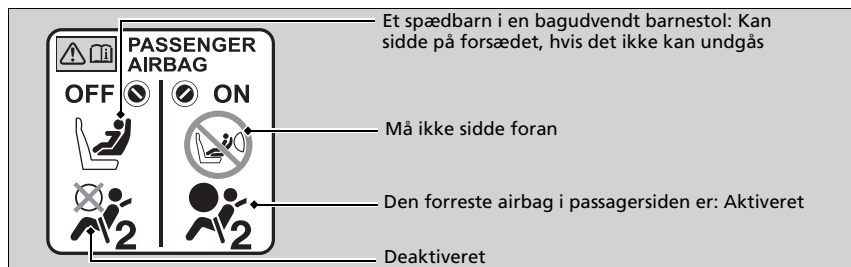 Et spædbarn i en bagudvendt barnestol: Kan
sidde på forsædet, hvis det ikke kan undgås
PASSENGER
AIRBAG
OFF ON
Må ikke sidde foran
Den forreste airbag i passagersiden er: Aktiveret
2 2
Deaktiveret